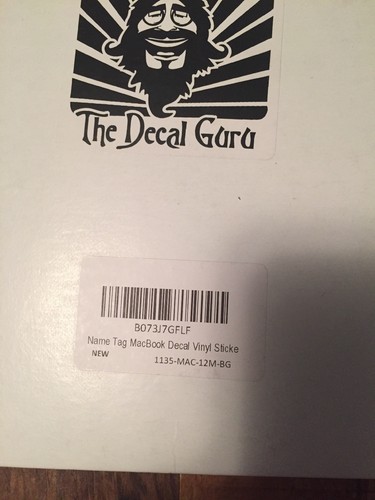 The Decal Guru
B073J7GFLF
Name Tag MacBook Decal Vinyl Sticke
NEW
1135-MAC-12M-BG